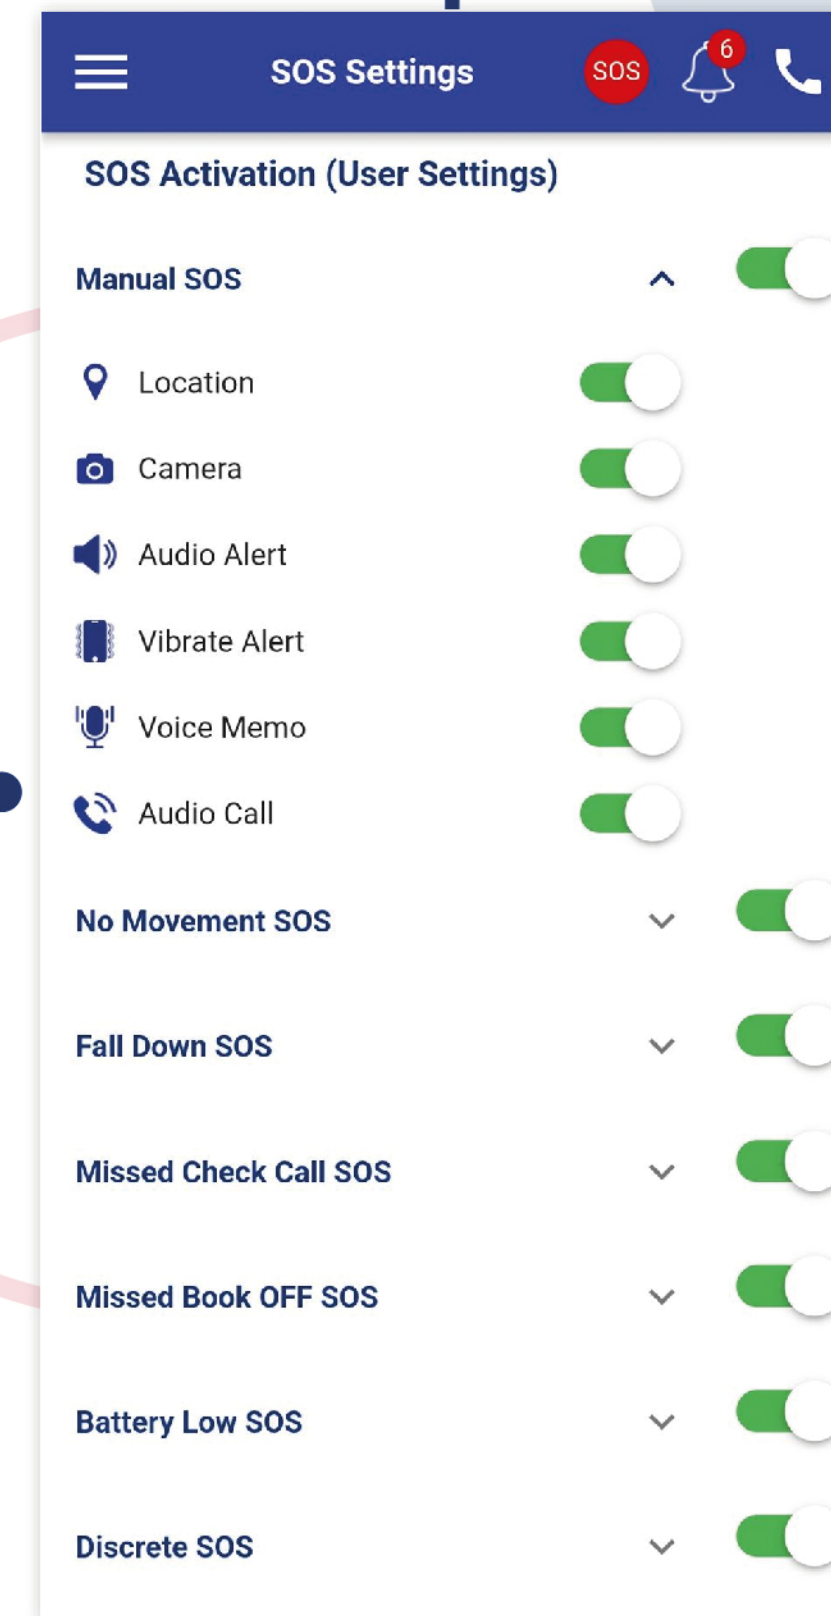 SOS Settings
SOS
6
SOS Activation (User Settings)
Manual SOS
Location
Camera
Audio Alert
Vibrate Alert
Voice Memo
Audio Call
No Movement SOS
Fall Down SOS
Missed Check Call SOS
Missed Book OFF SOS
Battery Low SOS
Discrete SOS